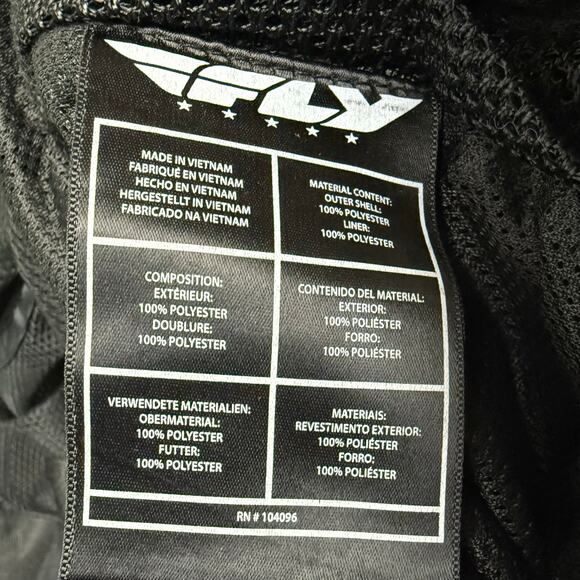 FLY
MADE IN VIETNAM
FABRIQUÉ EN VIETNAM
HECHO EN VIETNAM
HERGESTELLT IN VIETNAM
FABRICADO NA VIETNAM
MATERIAL CONTENT:
OUTER SHELL:
100% POLYESTER
LINER:
100% POLYESTER
COMPOSITION:
EXTÉRIEUR:
100% POLYESTER
DOUBLURE:
100% POLYESTER
CONTENIDO DEL MATERIAL:
EXTERIOR:
100% POLIÉSTER
FORRO:
100% POLIÉSTER
VERWENDETE MATERIALIEN:
OBERMATERIAL:
100% POLYESTER
FUTTER:
100% POLYESTER
MATERIAIS:
REVESTIMENTO EXTERIOR:
100% POLIÉSTER
FORRO:
100% POLIÉSTER
RN # 104096